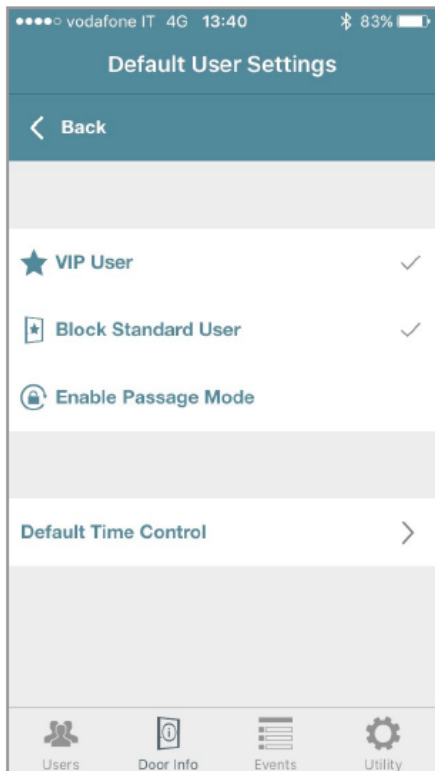 vodafone IT 4G 13:40 83%
Default User Settings
Back
VIP User
Block Standard User
Enable Passage Mode
Default Time Control
Users Door Info Events Utility